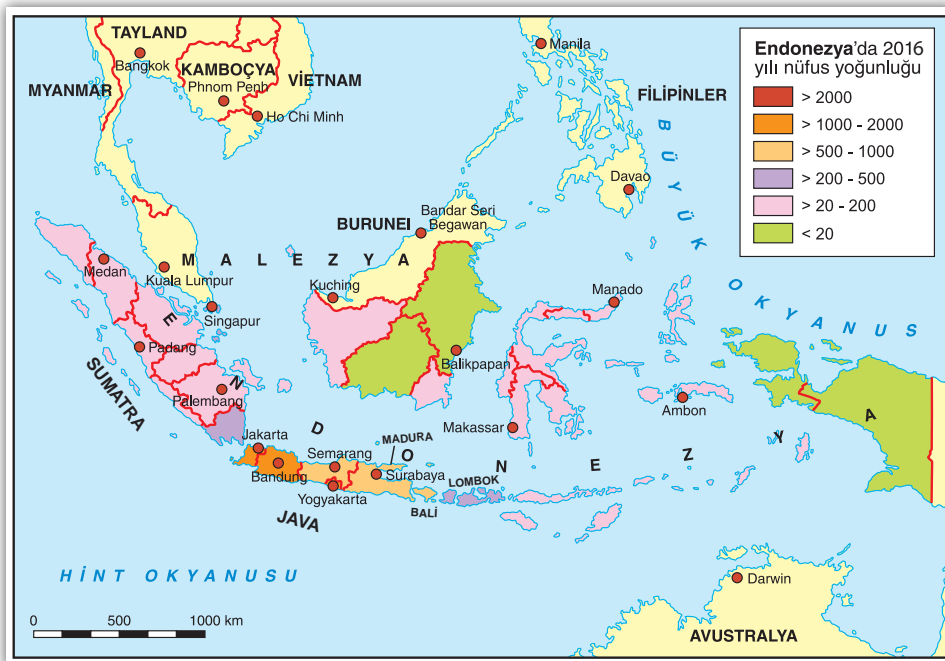 Endonezya'da 2016
yılı nüfus yoğunluğu
> 2000
> 1000 - 2000
> 500 - 1000
> 200 - 500
> 20 - 200
< 20
TAYLAND
Bangkok
KAMBOÇYA
Phnom Penh
VİETNAM
MYANMAR
Ho Chi Minh
Manila
FİLİPİNLER
Davao
BÜYÜK OKYANUS
BURUNEI
Bandar Seri
Begawan
MALEZYA
Medan
Kuala Lumpur
Kuching
Manado
Singapur
ENDONEZYA
Padang
SUMATRA
Balikpapan
Palembang
Ambon
Makassar
Jakarta
Semarang
MADURA
Bandung
Surabaya
LOMBOK
Yogyakarta
BALİ
JAVA
HİNT OKYANUSU
Darwin
0 500 1000 km
AVUSTRALYA